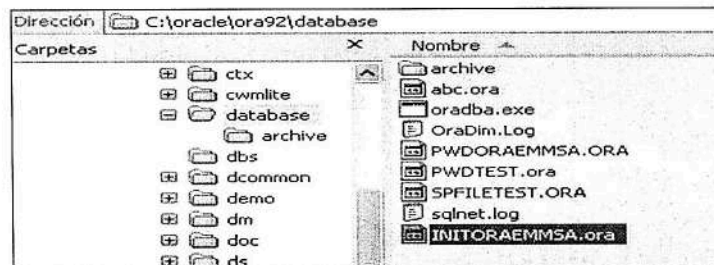 Dirección C:\oracle\ora92\database
Carpetas
ctx
cwmlite
database
archive
dbs
dcommon
demo
dm
doc
ds
Nombre
archive
abc.ora
oradba.exe
OraDim.Log
PWDORAEMMSA.ORA
PWDTEST.ora
SPFILETEST.ORA
sqlnet.log
INITORAEMMSA.ora